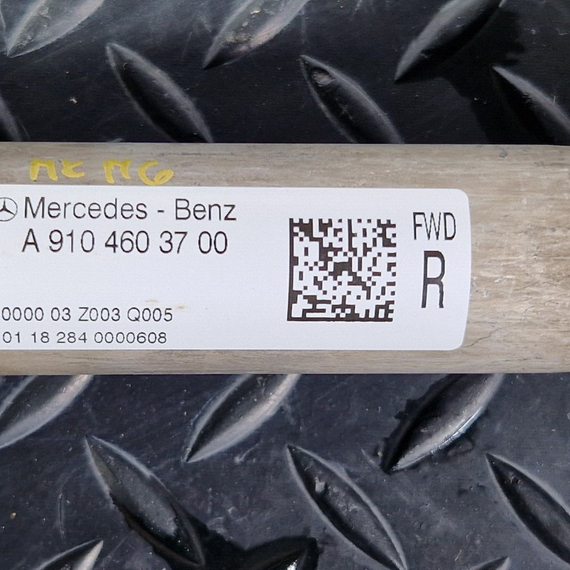 Mercedes - Benz
A 910 460 37 00
FWD
R
0000 03 Z003 Q005
01 18 284 0000608